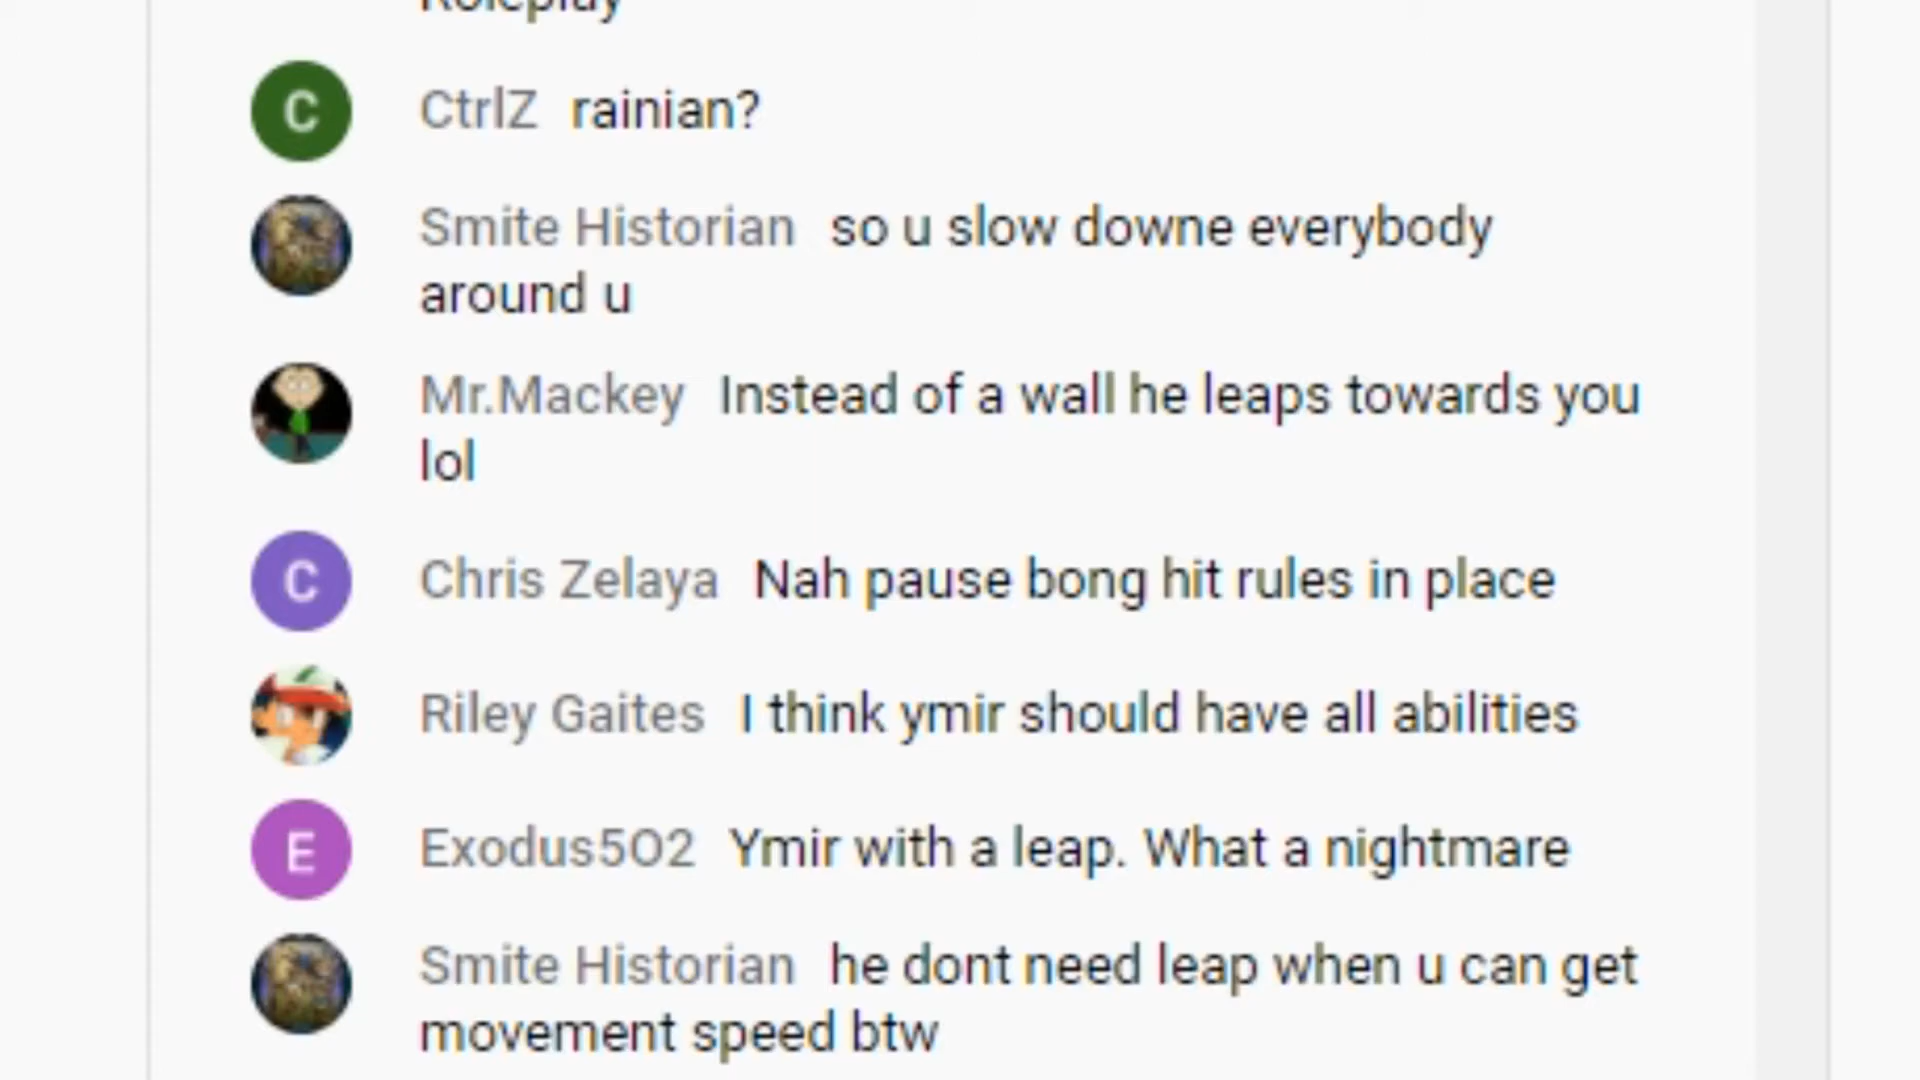 Roleplay
C CtrlZ rainian?
Smite Historian so u slow downe everybody
around u
Mr.Mackey Instead of a wall he leaps towards you
lol
C Chris Zelaya Nah pause bong hit rules in place
Riley Gaites I think ymir should have all abilities
E Exodus502 Ymir with a leap. What a nightmare
Smite Historian he dont need leap when u can get
movement speed btw